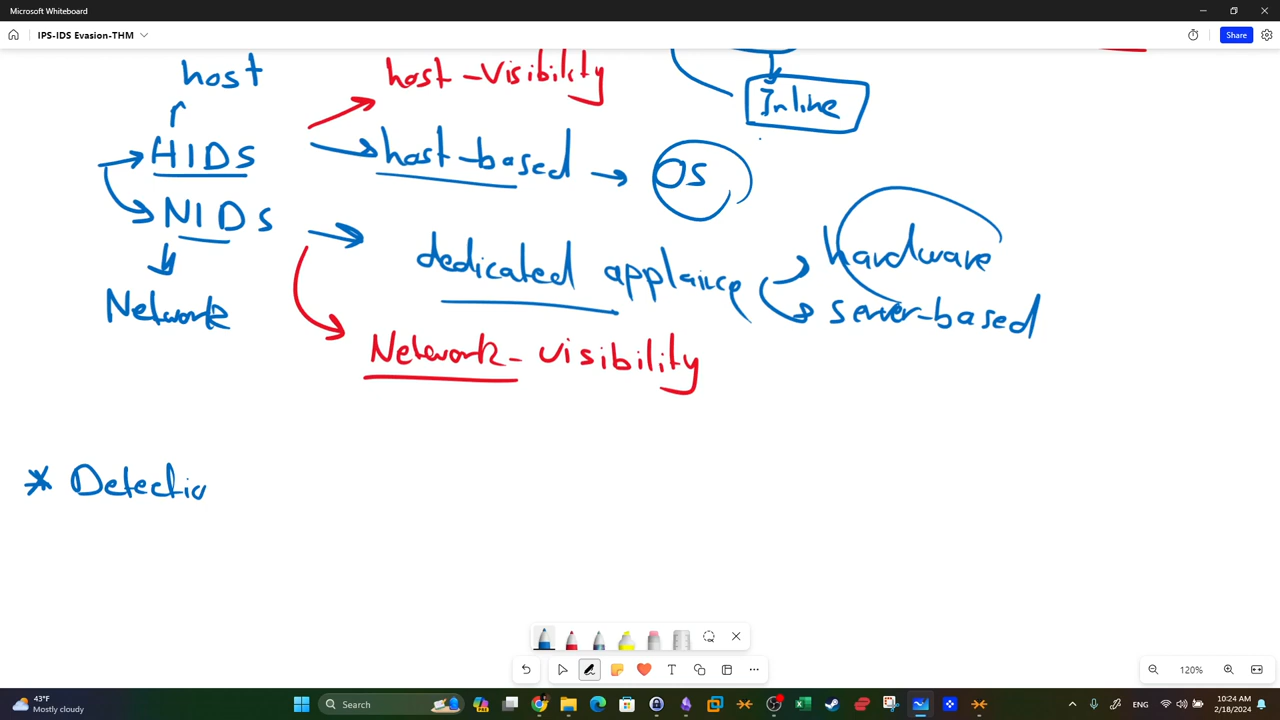 Microsoft Whiteboard
IPS-IDS Evasion-THM
Share
host
host-Visibility
Inline
HIDS
host-based
OS
NIDS
dedicated applaince
hardware
server-based
Network
Network-visibility
* Detectio
120%
43°F
Mostly cloudy
Search
ENG
10:24 AM
2/18/2024